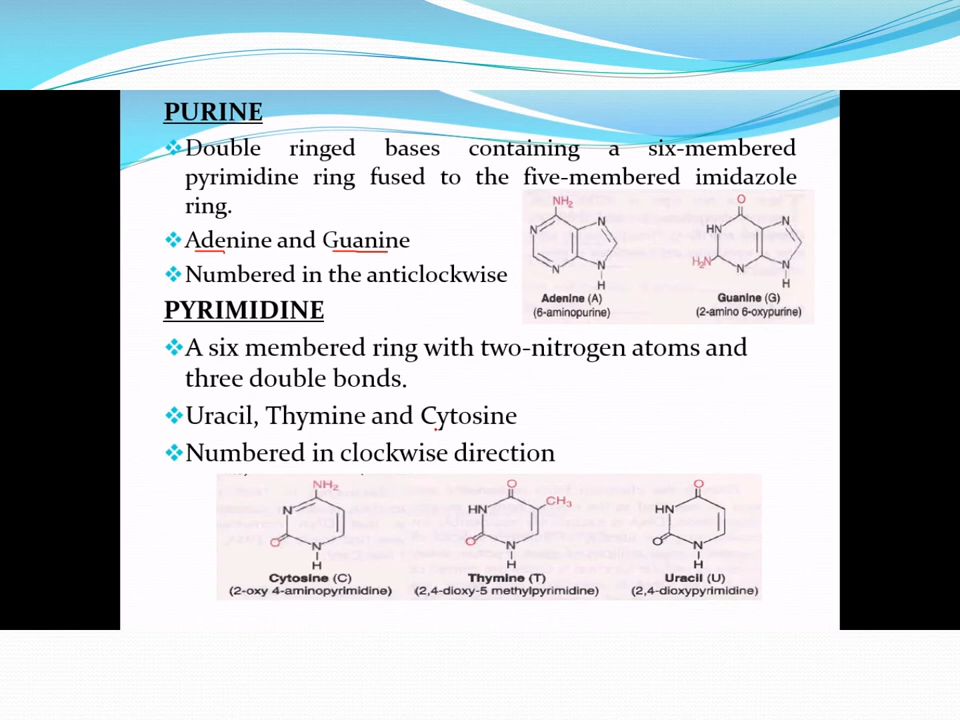 PURINE
❖Double ringed bases containing a six-membered
pyrimidine ring fused to the five-membered imidazole
ring.
❖Adenine and Guanine
❖Numbered in the anticlockwise
NH₂
N
N
N
N
H
Adenine (A)
(6-aminopurine)
O
HN
N
H₂N
N
N
H
Guanine (G)
(2-amino 6-oxypurine)
PYRIMIDINE
❖A six membered ring with two-nitrogen atoms and
three double bonds.
❖Uracil, Thymine and Cytosine
❖Numbered in clockwise direction
NH₂
N
O
N
H
Cytosine (C)
(2-oxy 4-aminopyrimidine)
O
HN
CH₃
O
N
H
Thymine (T)
(2,4-dioxy-5 methylpyrimidine)
O
HN
O
N
H
Uracil (U)
(2,4-dioxypyrimidine)